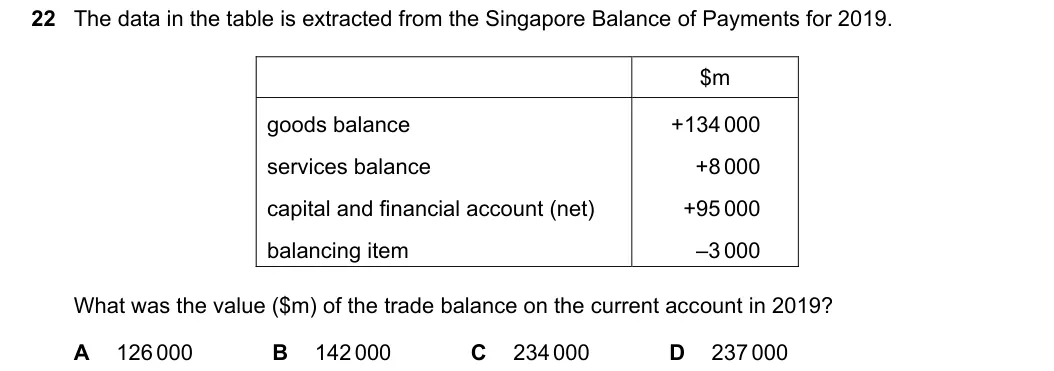 22 The data in the table is extracted from the Singapore Balance of Payments for 2019.
$m
goods balance +134 000
services balance +8 000
capital and financial account (net) +95 000
balancing item –3 000
What was the value ($m) of the trade balance on the current account in 2019?
A 126 000 B 142 000 C 234 000 D 237 000